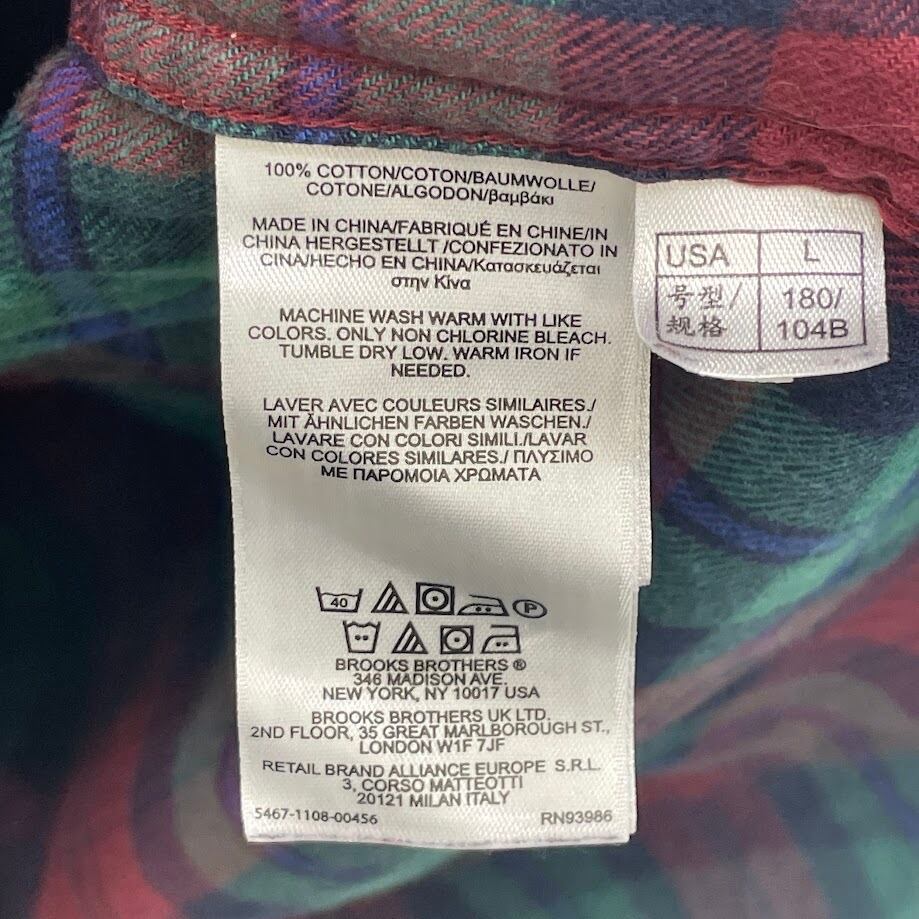 100% COTTON/COTON/BAUMWOLLE/
COTONE/ALGODON/βαμβάκι
MADE IN CHINA/FABRIQUÉ EN CHINE/IN
CHINA HERGESTELLT /CONFEZIONATO IN
CINA/HECHO EN CHINA/Κατασκευάζεται
στην Κίνα
MACHINE WASH WARM WITH LIKE
COLORS. ONLY NON CHLORINE BLEACH.
TUMBLE DRY LOW. WARM IRON IF
NEEDED.
LAVER AVEC COULEURS SIMILAIRES./
MIT ÄHNLICHEN FARBEN WASCHEN./
LAVARE CON COLORI SIMILI./LAVAR
CON COLORES SIMILARES./ ΠΛΥΣΙΜΟ
ΜΕ ΠΑΡΟΜΟΙΑ ΧΡΩΜΑΤΑ
40 P
BROOKS BROTHERS ®
346 MADISON AVE.
NEW YORK, NY 10017 USA
BROOKS BROTHERS UK LTD.
2ND FLOOR, 35 GREAT MARLBOROUGH ST.,
LONDON W1F 7JF
RETAIL BRAND ALLIANCE EUROPE S.R.L.
3, CORSO MATTEOTTI
20121 MILAN ITALY
5467-1108-00456 RN93986
USA L
号型/ 180/
规格 104B